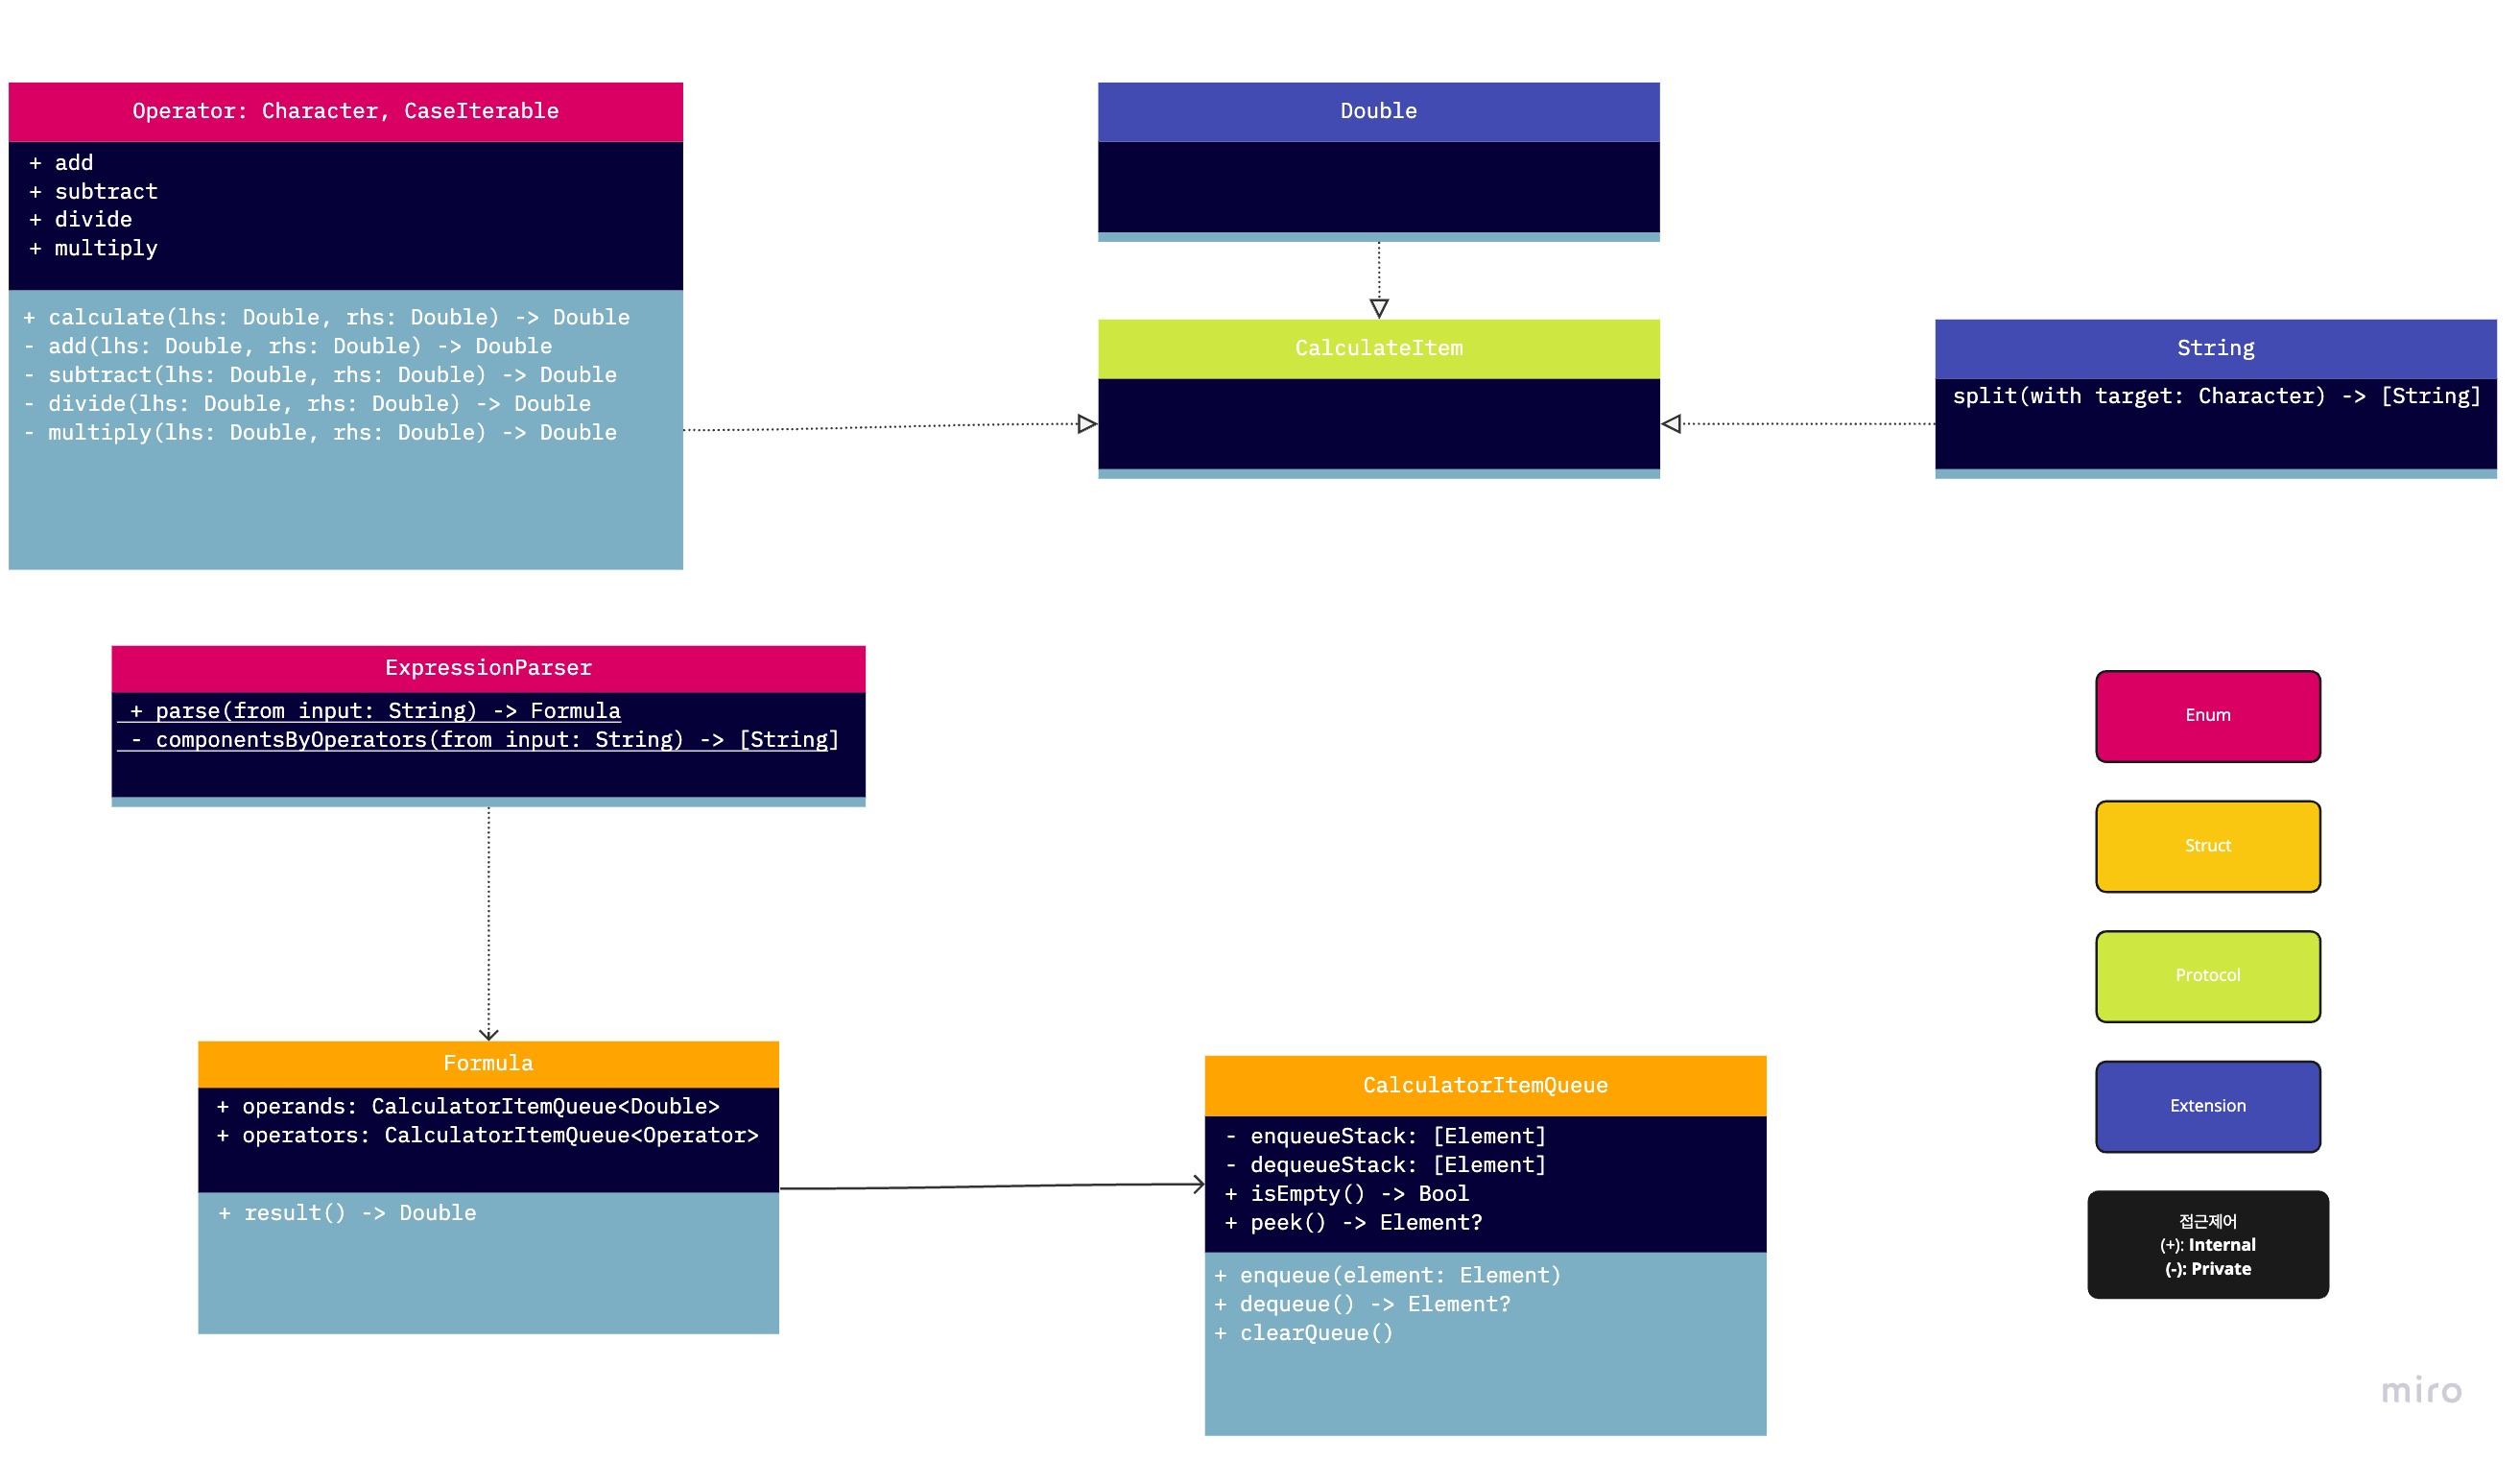 Operator: Character, CaseIterable
+ add
+ subtract
+ divide
+ multiply
+ calculate(lhs: Double, rhs: Double) -> Double
- add(lhs: Double, rhs: Double) -> Double
- subtract(lhs: Double, rhs: Double) -> Double
- divide(lhs: Double, rhs: Double) -> Double
- multiply(lhs: Double, rhs: Double) -> Double
Double
CalculateItem
String
split(with target: Character) -> [String]
ExpressionParser
+ parse(from input: String) -> Formula
- componentsByOperators(from input: String) -> [String]
Formula
+ operands: CalculatorItemQueue<Double>
+ operators: CalculatorItemQueue<Operator>
+ result() -> Double
CalculatorItemQueue
- enqueueStack: [Element]
- dequeueStack: [Element]
+ isEmpty() -> Bool
+ peek() -> Element?
+ enqueue(element: Element)
+ dequeue() -> Element?
+ clearQueue()
Enum
Struct
Protocol
Extension
접근제어
(+): Internal
(-): Private
miro